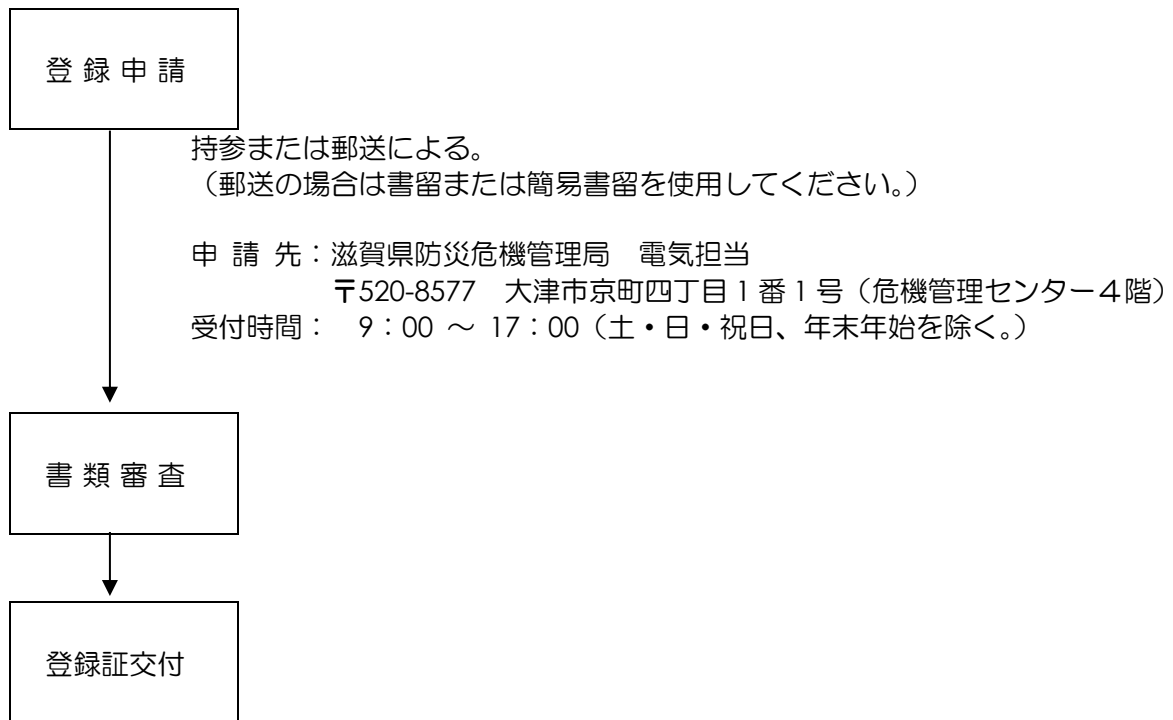 登 録 申 請
持参または郵送による。
（郵送の場合は書留または簡易書留を使用してください。）
申 請 先：滋賀県防災危機管理局　電気担当
〒520-8577　大津市京町四丁目１番１号（危機管理センター４階）
受付時間：　9：00 ～ 17：00（土・日・祝日、年末年始を除く。）
書 類 審 査
登録証交付